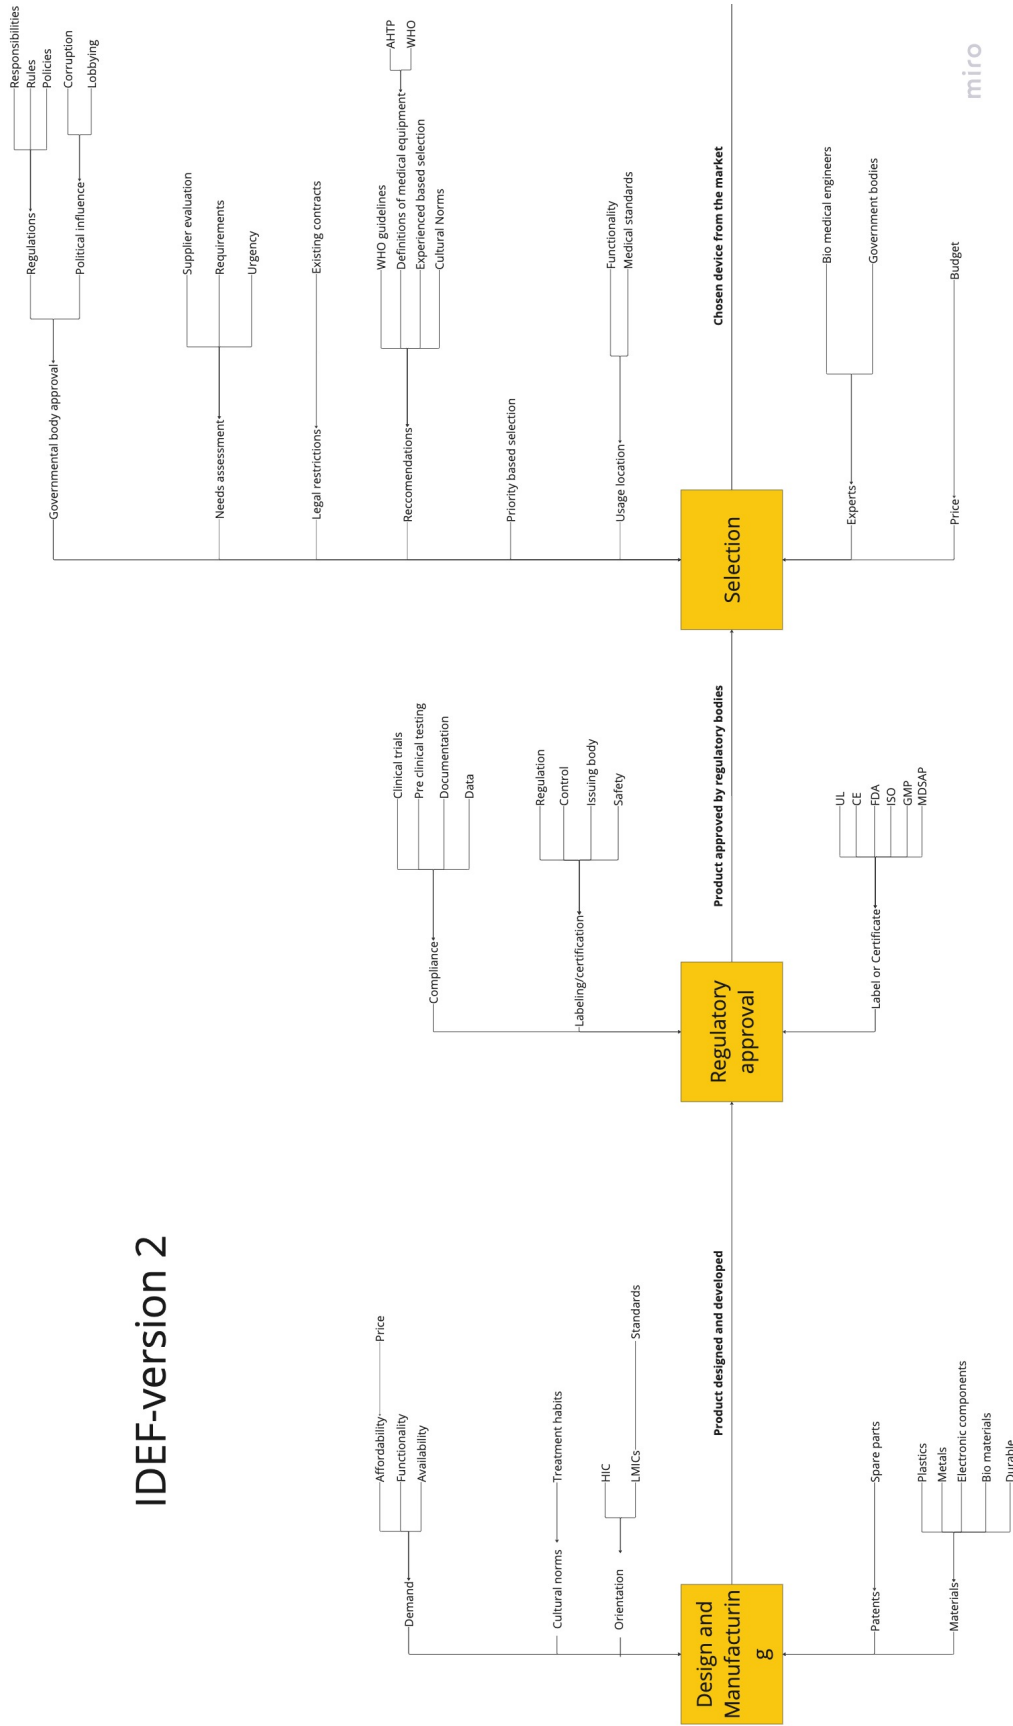 IDEF-version 2
Demand
Affordability
Functionality
Availability
Price
Cultural norms
Treatment habits
Orientation
HIC
LMICs
Standards
Design and
Manufacturin
g
Patents
Spare parts
Materials
Plastics
Metals
Electronic components
Bio materials
Durable
Product designed and developed
Compliance
Clinical trials
Pre clinical testing
Documentation
Data
Labeling/certification
Regulation
Control
Issuing body
Safety
Regulatory
approval
Label or Certificate
UL
CE
FDA
ISO
GMP
MDSAP
Product approved by regulatory bodies
Governmental body approval
Regulations
Responsibilities
Rules
Policies
Political influence
Corruption
Lobbying
Needs assessment
Supplier evaluation
Requirements
Urgency
Legal restrictions
Existing contracts
Reccomendations
WHO guidelines
Definitions of medical equipment
AHTP
WHO
Experienced based selection
Cultural Norms
Priority based selection
Usage location
Functionality
Medical standards
Selection
Experts
Bio medical engineers
Government bodies
Price
Budget
Chosen device from the market
miro